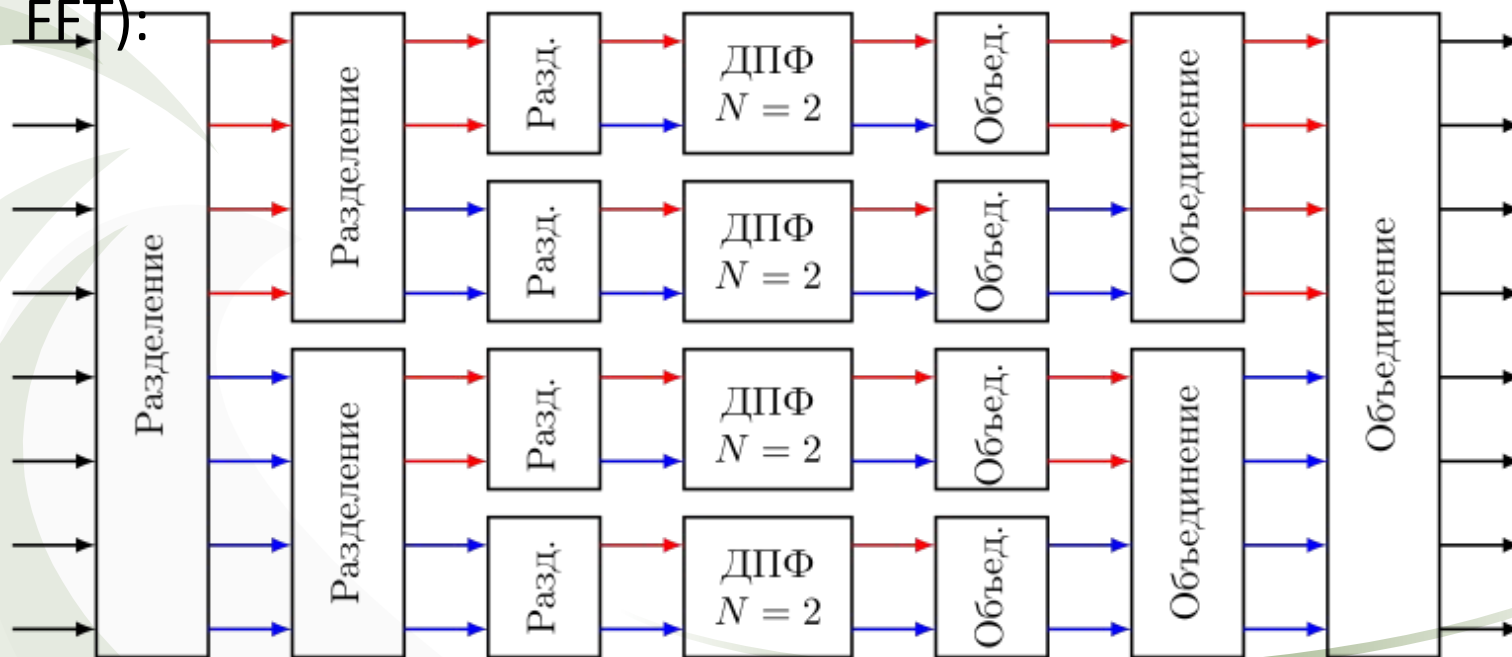 FFT):
Разделение
Разделение
Разделение
Разд.
Разд.
Разд.
Разд.
ДПФ
N = 2
ДПФ
N = 2
ДПФ
N = 2
ДПФ
N = 2
Объед.
Объед.
Объед.
Объед.
Объединение
Объединение
Объединение